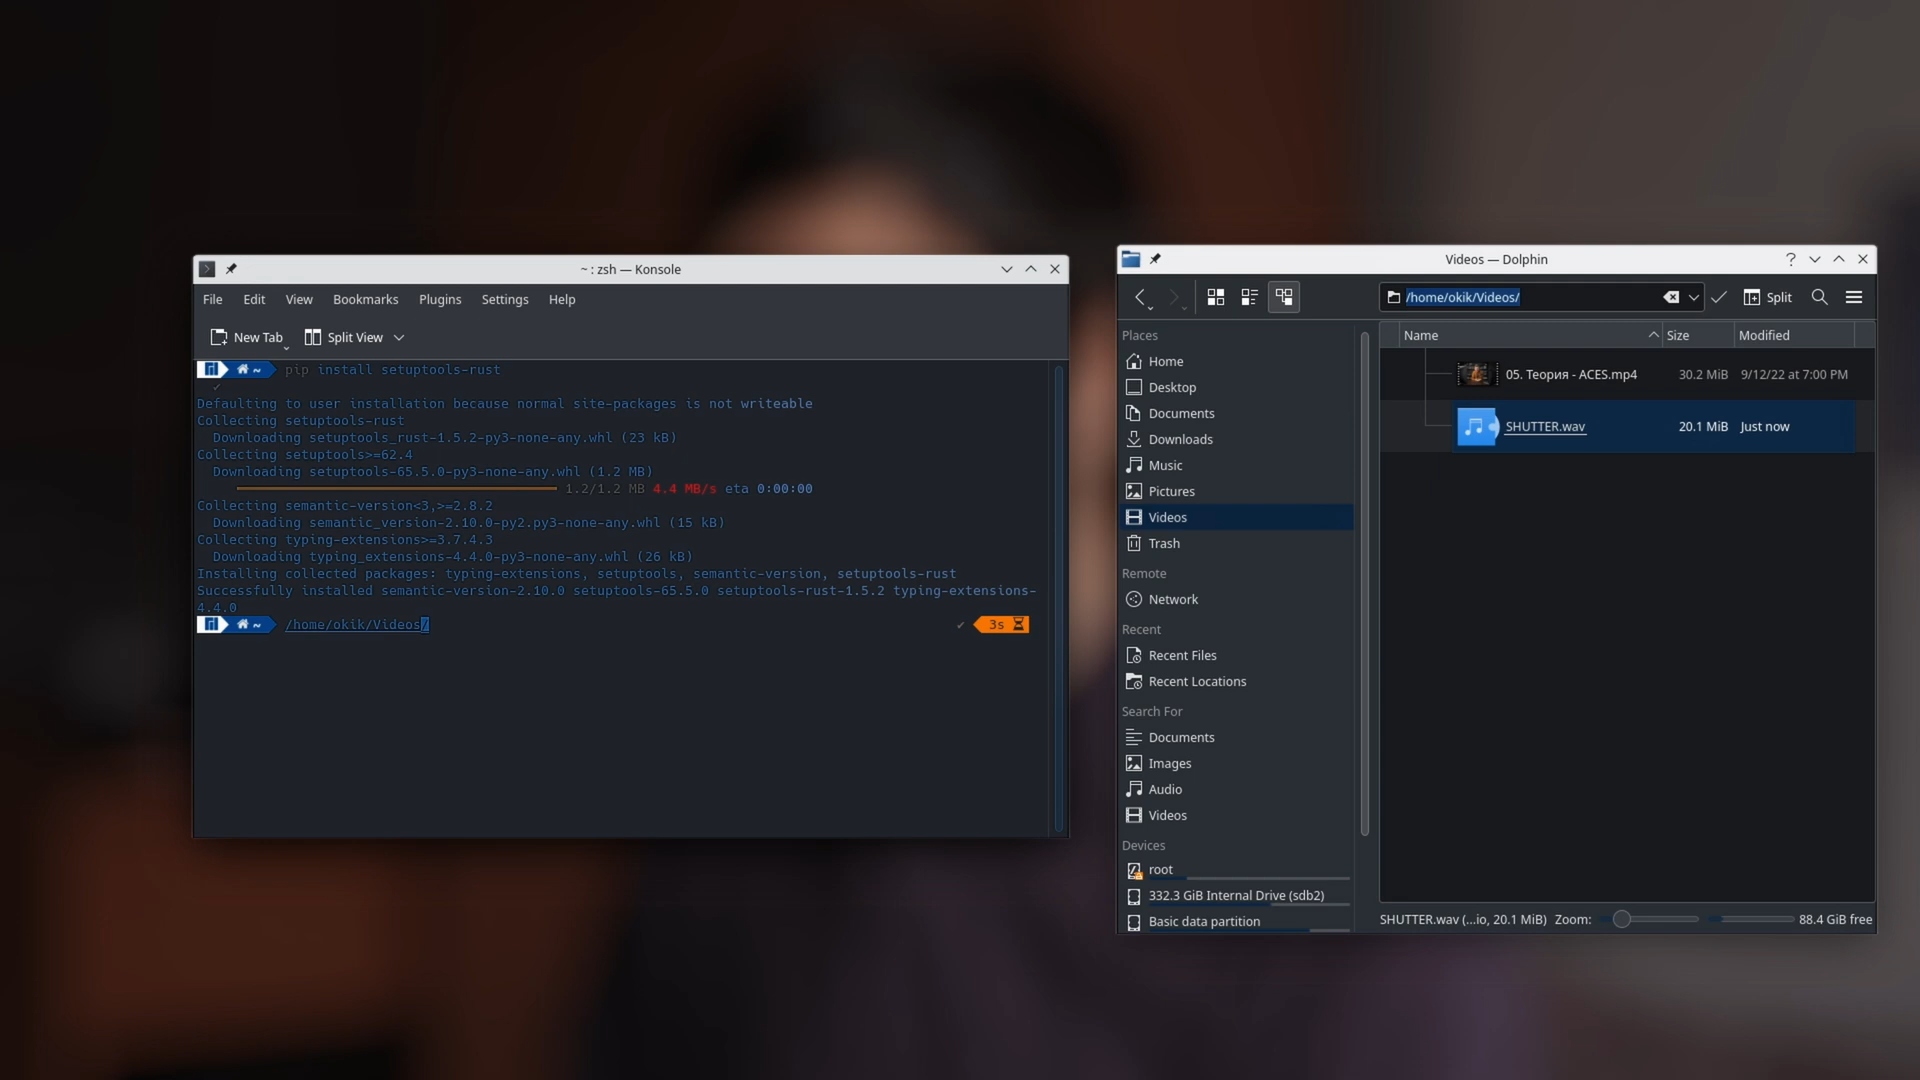 ~ : zsh — Konsole
File Edit View Bookmarks Plugins Settings Help
New Tab Split View
~ pip install setuptools-rust
✓
Defaulting to user installation because normal site-packages is not writeable
Collecting setuptools-rust
Downloading setuptools_rust-1.5.2-py3-none-any.whl (23 kB)
Collecting setuptools>=62.4
Downloading setuptools-65.5.0-py3-none-any.whl (1.2 MB)
1.2/1.2 MB 4.4 MB/s eta 0:00:00
Collecting semantic-version<3,>=2.8.2
Downloading semantic_version-2.10.0-py2.py3-none-any.whl (15 kB)
Collecting typing-extensions>=3.7.4.3
Downloading typing_extensions-4.4.0-py3-none-any.whl (26 kB)
Installing collected packages: typing-extensions, setuptools, semantic-version, setuptools-rust
Successfully installed semantic-version-2.10.0 setuptools-65.5.0 setuptools-rust-1.5.2 typing-extensions-
4.4.0
~ /home/okik/Videos/ ✓ 3s
Videos — Dolphin
/home/okik/Videos/ Split
Places
Home
Desktop
Documents
Downloads
Music
Pictures
Videos
Trash
Remote
Network
Recent
Recent Files
Recent Locations
Search For
Documents
Images
Audio
Videos
Devices
root
332.3 GiB Internal Drive (sdb2)
Basic data partition
Name Size Modified
05. Теория - ACES.mp4 30.2 MiB 9/12/22 at 7:00 PM
SHUTTER.wav 20.1 MiB Just now
SHUTTER.wav (...io, 20.1 MiB) Zoom: 88.4 GiB free